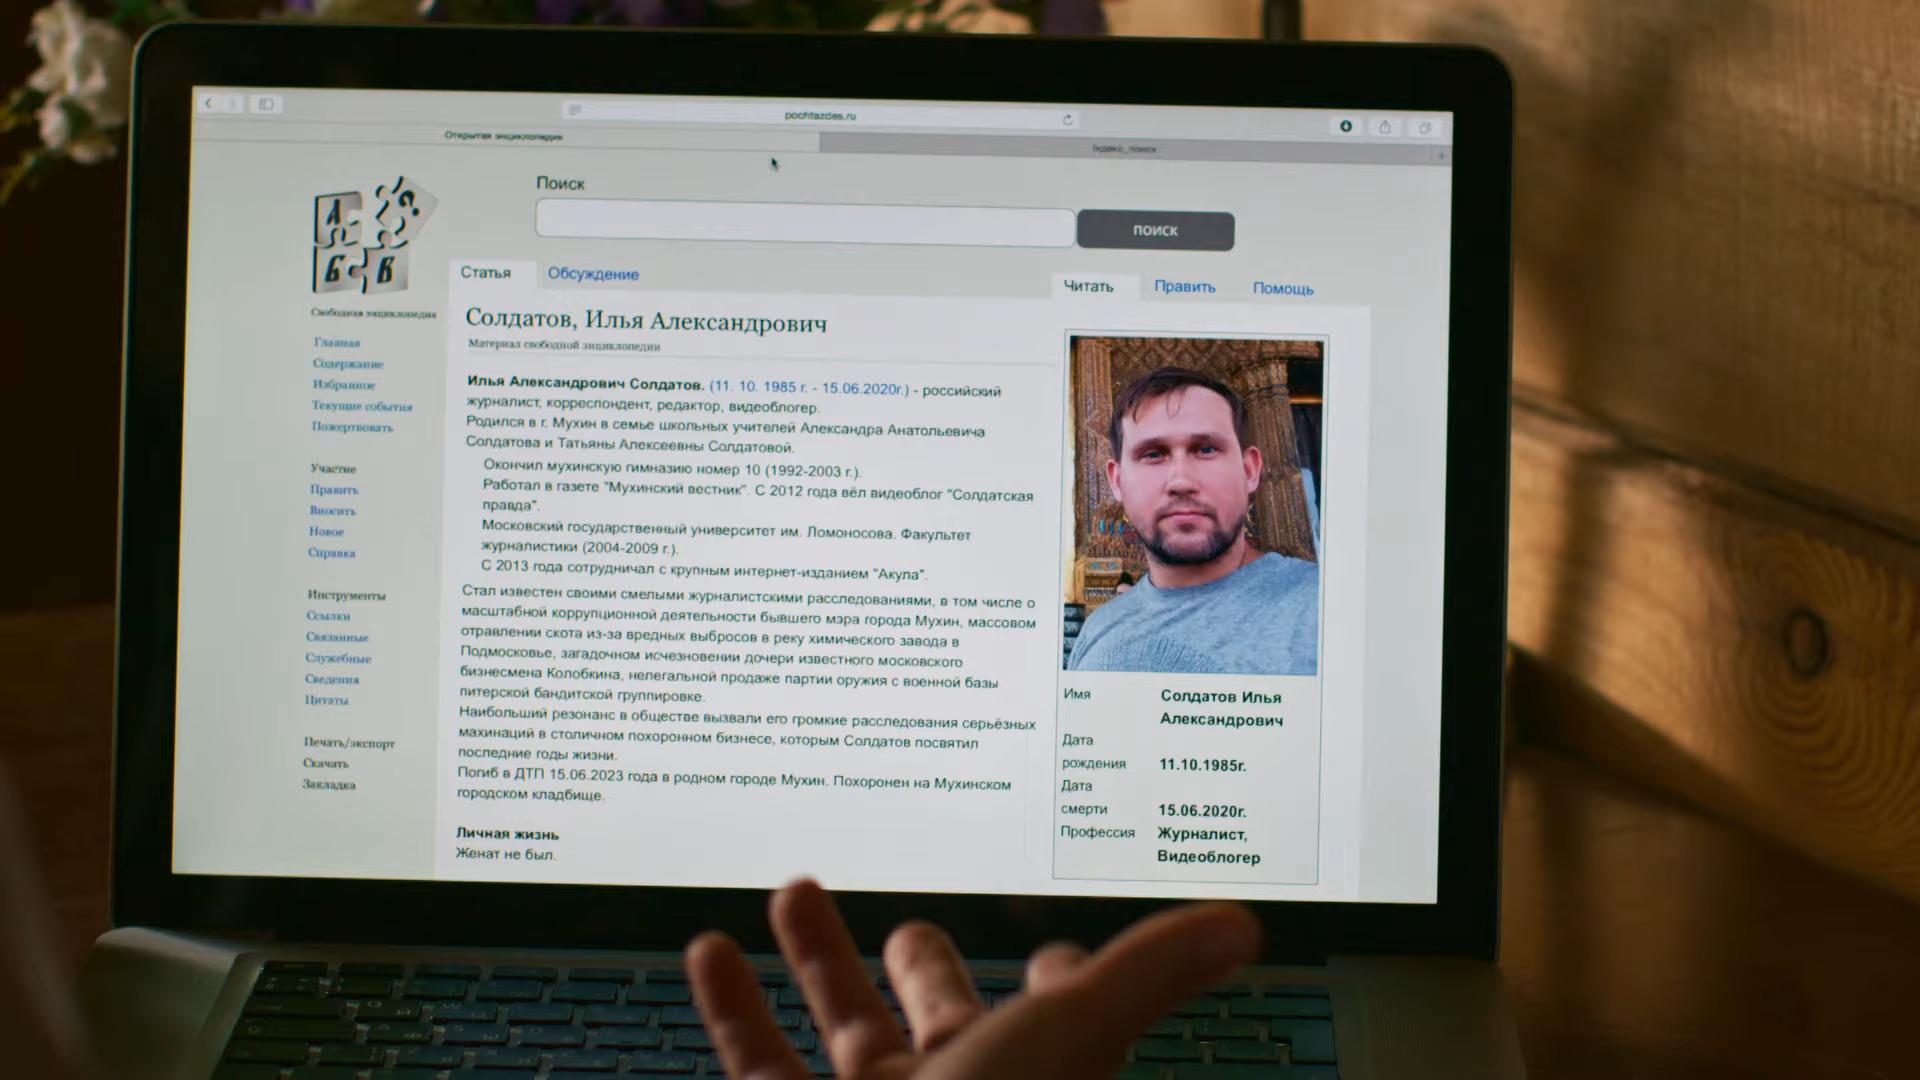 pochtazdes.ru
Открытая энциклопедия
Индекс_поиск
Поиск
ПОИСК
А
Б
В
?
Свободная энциклопедия
Главная
Содержание
Избранное
Текущие события
Пожертвовать
Участие
Править
Вносить
Новое
Справка
Инструменты
Ссылки
Связанные
Служебные
Сведения
Цитаты
Печать/экспорт
Скачать
Закладка
Статья
Обсуждение
Читать
Править
Помощь
Солдатов, Илья Александрович
Материал свободной энциклопедии
Илья Александрович Солдатов. (11. 10. 1985 г. - 15.06.2020г.) - российский
журналист, корреспондент, редактор, видеоблогер.
Родился в г. Мухин в семье школьных учителей Александра Анатольевича
Солдатова и Татьяны Алексеевны Солдатовой.
Окончил мухинскую гимназию номер 10 (1992-2003 г.).
Работал в газете "Мухинский вестник". С 2012 года вёл видеоблог "Солдатская
правда".
Московский государственный университет им. Ломоносова. Факультет
журналистики (2004-2009 г.).
С 2013 года сотрудничал с крупным интернет-изданием "Акула".
Стал известен своими смелыми журналистскими расследованиями, в том числе о
масштабной коррупционной деятельности бывшего мэра города Мухин, массовом
отравлении скота из-за вредных выбросов в реку химического завода в
Подмосковье, загадочном исчезновении дочери известного московского
бизнесмена Колобкина, нелегальной продаже партии оружия с военной базы
питерской бандитской группировке.
Наибольший резонанс в обществе вызвали его громкие расследования серьёзных
махинаций в столичном похоронном бизнесе, которым Солдатов посвятил
последние годы жизни.
Погиб в ДТП 15.06.2023 года в родном городе Мухин. Похоронен на Мухинском
городском кладбище.
Личная жизнь
Женат не был.
Имя
Солдатов Илья
Александрович
Дата
рождения
11.10.1985г.
Дата
смерти
15.06.2020г.
Профессия
Журналист,
Видеоблогер